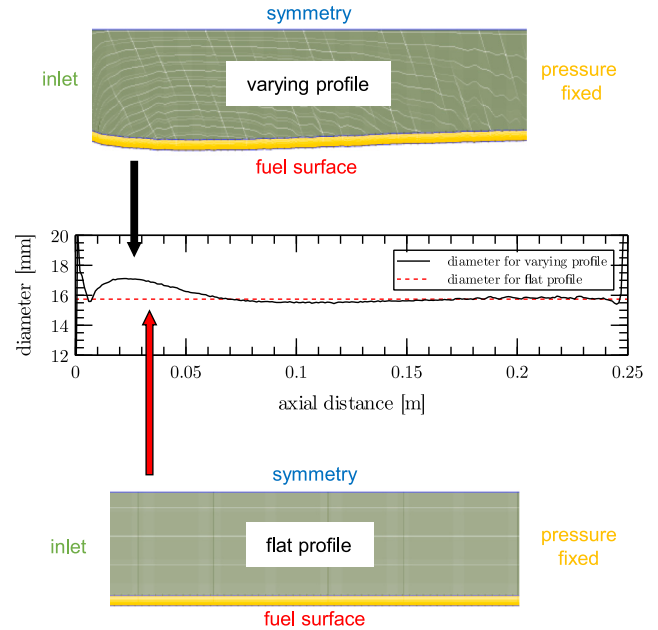 symmetry
inlet
varying profile
pressure
fixed
fuel surface
20
18
16
14
12
diameter [mm]
diameter for varying profile
diameter for flat profile
0
0.05
0.1
0.15
0.2
0.25
axial distance [m]
symmetry
inlet
flat profile
pressure
fixed
fuel surface